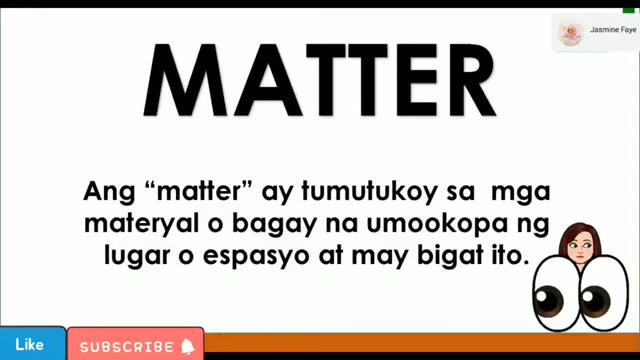 Jasmine Faye
MATTER
Ang “matter” ay tumutukoy sa mga
materyal o bagay na umookopa ng
lugar o espasyo at may bigat ito.
Like
SUBSCRIBE